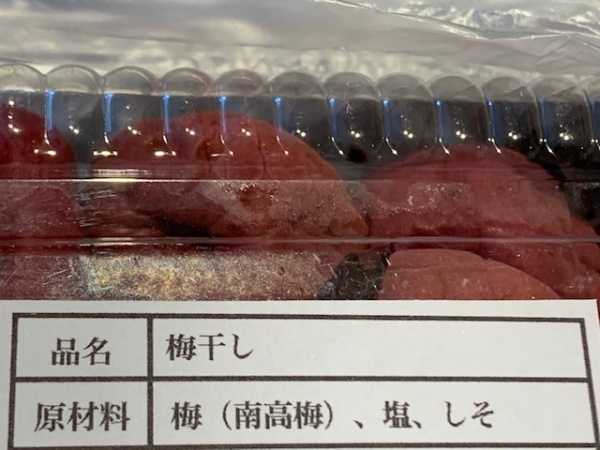 品名 梅干し
原材料 梅（南高梅）、塩、しそ